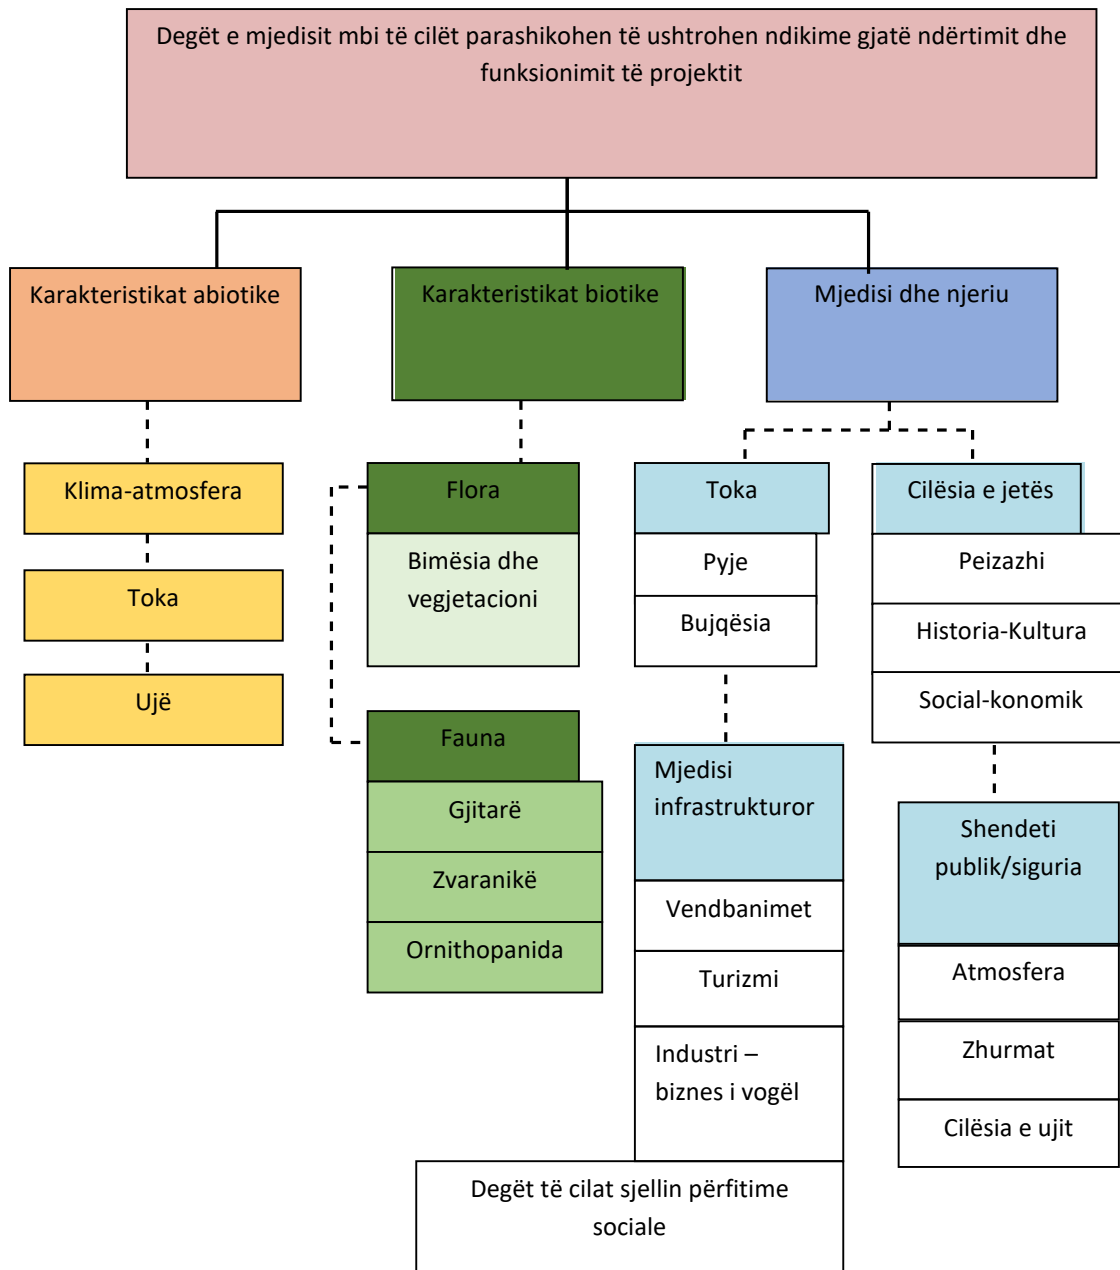 Degët e mjedisit mbi të cilët parashikohen të ushtrohen ndikime gjatë ndërtimit dhe
funksionimit të projektit
Karakteristikat abiotike
Karakteristikat biotike
Mjedisi dhe njeriu
Klima-atmosfera
Toka
Ujë
Flora
Bimësia dhe
vegjetacioni
Fauna
Gjitarë
Zvaranikë
Ornithopanida
Toka
Pyje
Bujqësia
Mjedisi
infrastrukturor
Vendbanimet
Turizmi
Industri –
biznes i vogël
Degët të cilat sjellin përfitime
sociale
Cilësia e jetës
Peizazhi
Historia-Kultura
Social-konomik
Shendeti
publik/siguria
Atmosfera
Zhurmat
Cilësia e ujit